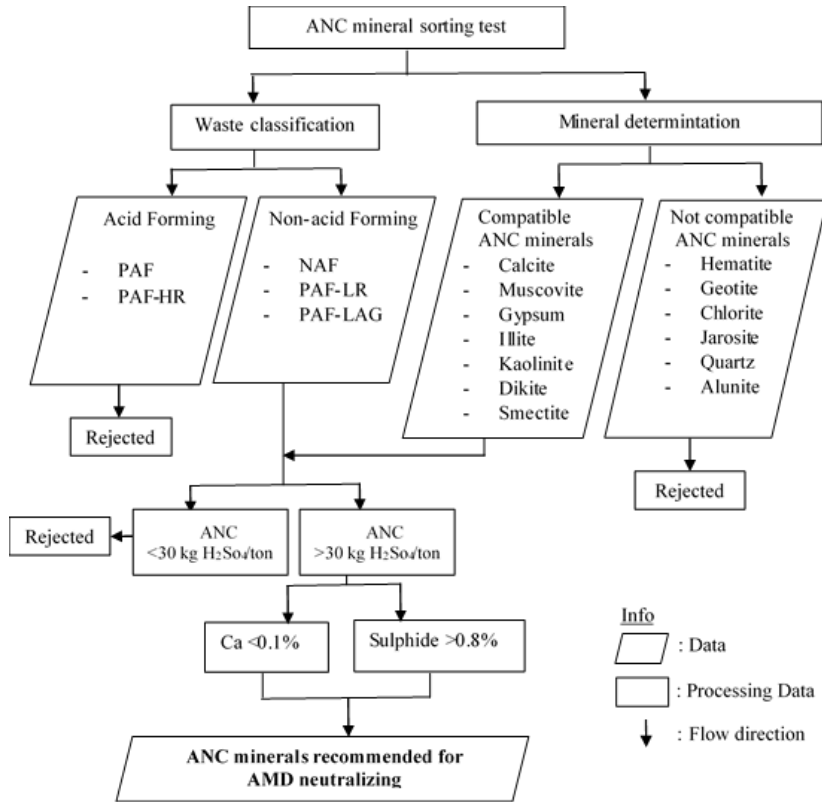 ANC mineral sorting test
Waste classification
Mineral determintation
Acid Forming
- PAF
- PAF-HR
Non-acid Forming
- NAF
- PAF-LR
- PAF-LAG
Compatible
ANC minerals
- Calcite
- Muscovite
- Gypsum
- Illite
- Kaolinite
- Dikite
- Smectite
Not compatible
ANC minerals
- Hematite
- Geotite
- Chlorite
- Jarosite
- Quartz
- Alunite
Rejected
Rejected
Rejected
ANC
<30 kg H₂So₄/ton
ANC
>30 kg H₂So₄/ton
Ca <0.1%
Sulphide >0.8%
ANC minerals recommended for
AMD neutralizing
Info
: Data
: Processing Data
: Flow direction